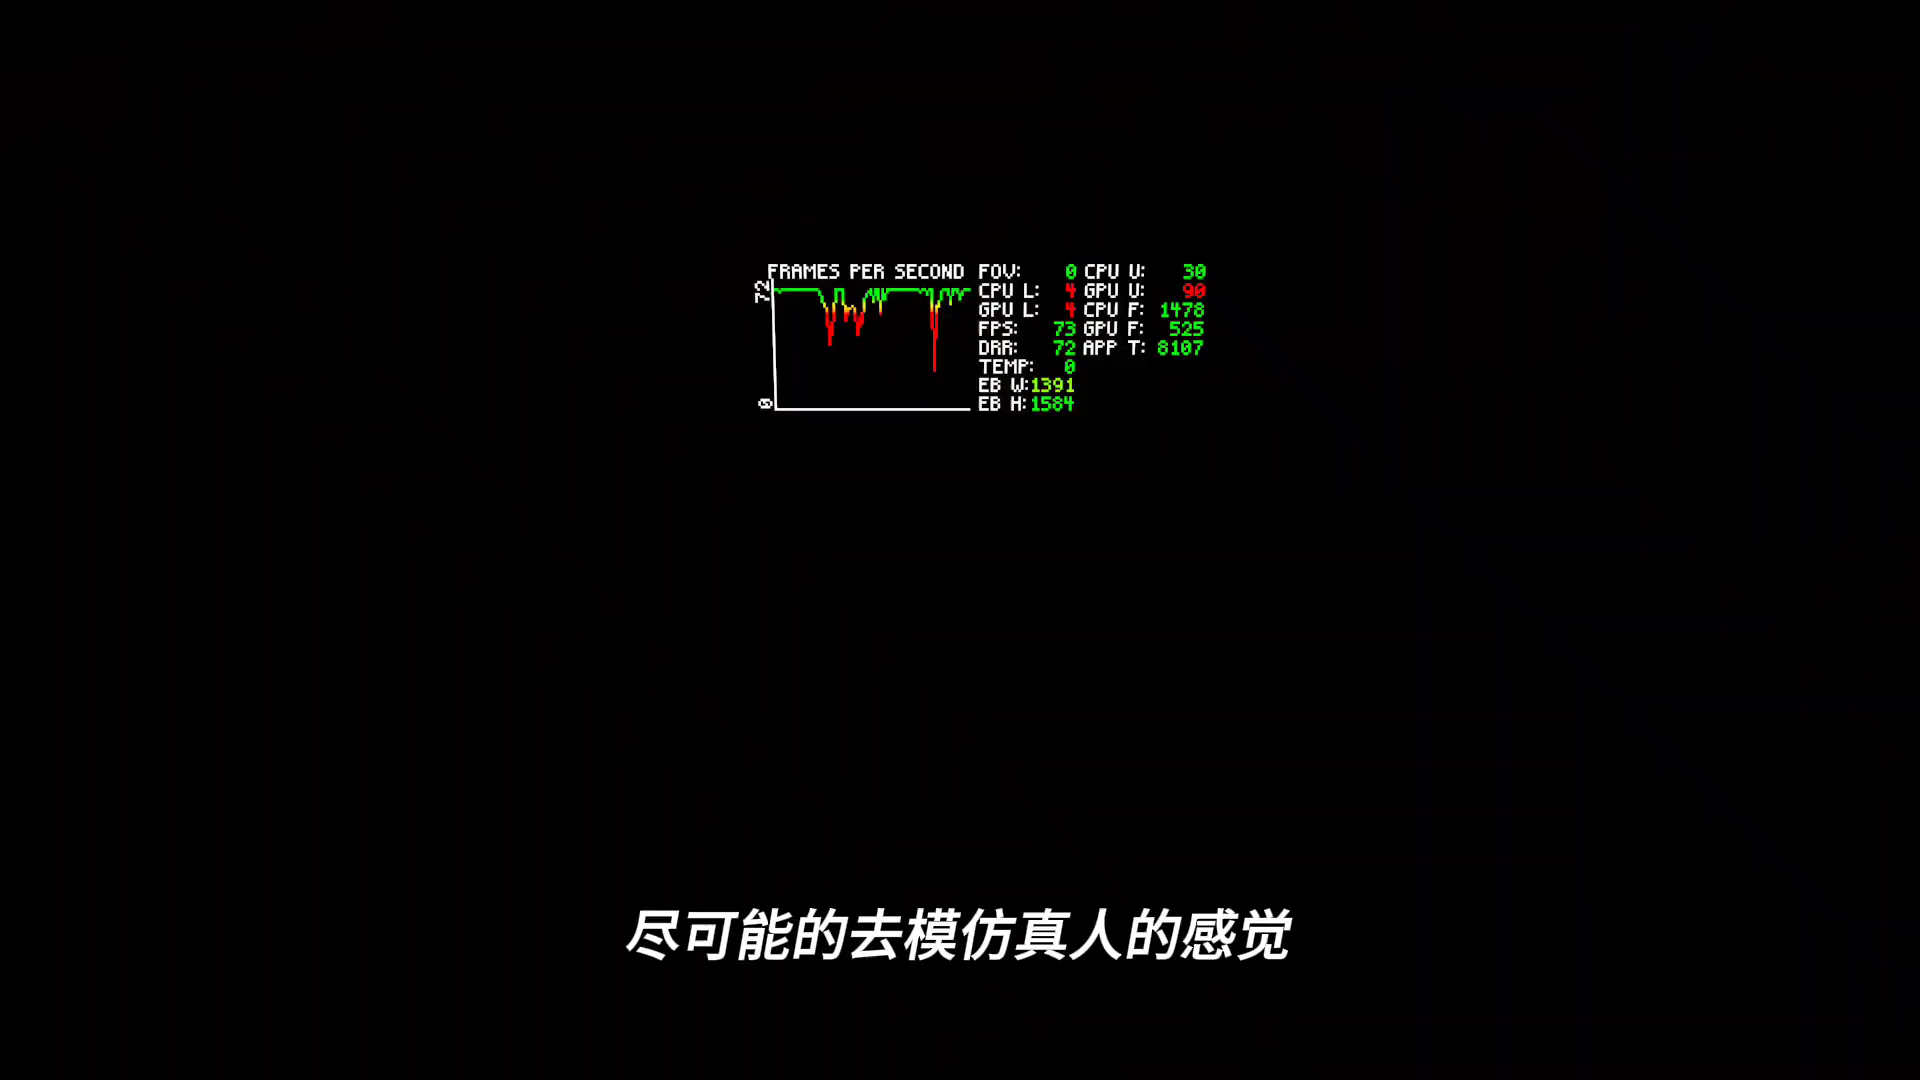 FRAMES PER SECOND
72
0
FOV: 0 CPU U: 30
CPU L: 4 GPU U: 90
GPU L: 4 CPU F: 1478
FPS: 73 GPU F: 525
DRR: 72 APP T: 8107
TEMP: 0
EB W:1391
EB H:1584
尽可能的去模仿真人的感觉